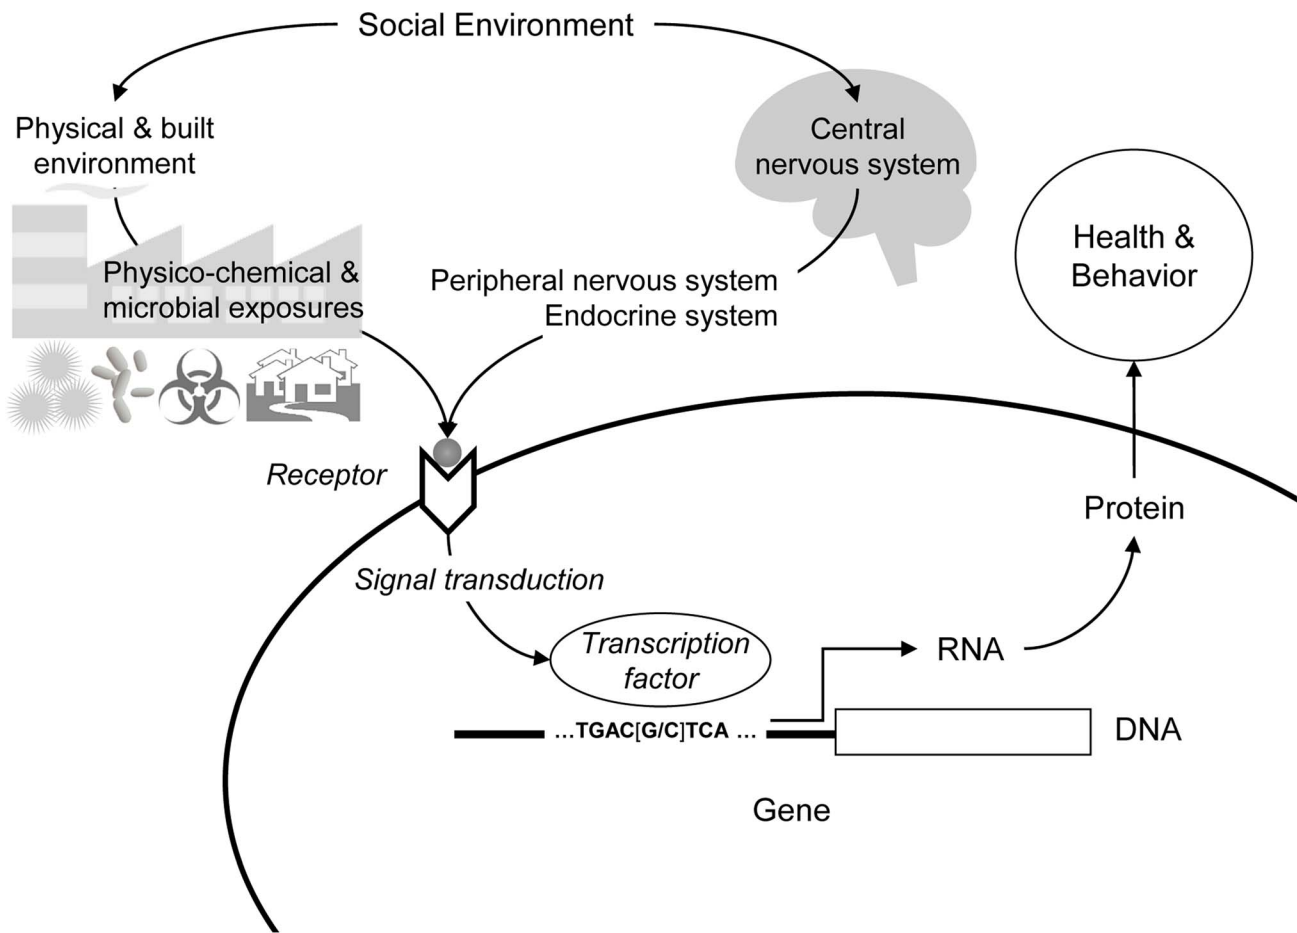 Social Environment
Physical & built
environment
Central
nervous system
Health &
Behavior
Physico-chemical &
microbial exposures
Peripheral nervous system
Endocrine system
Receptor
Protein
Signal transduction
Transcription
factor
RNA
...TGAC[G/C]TCA ...
DNA
Gene